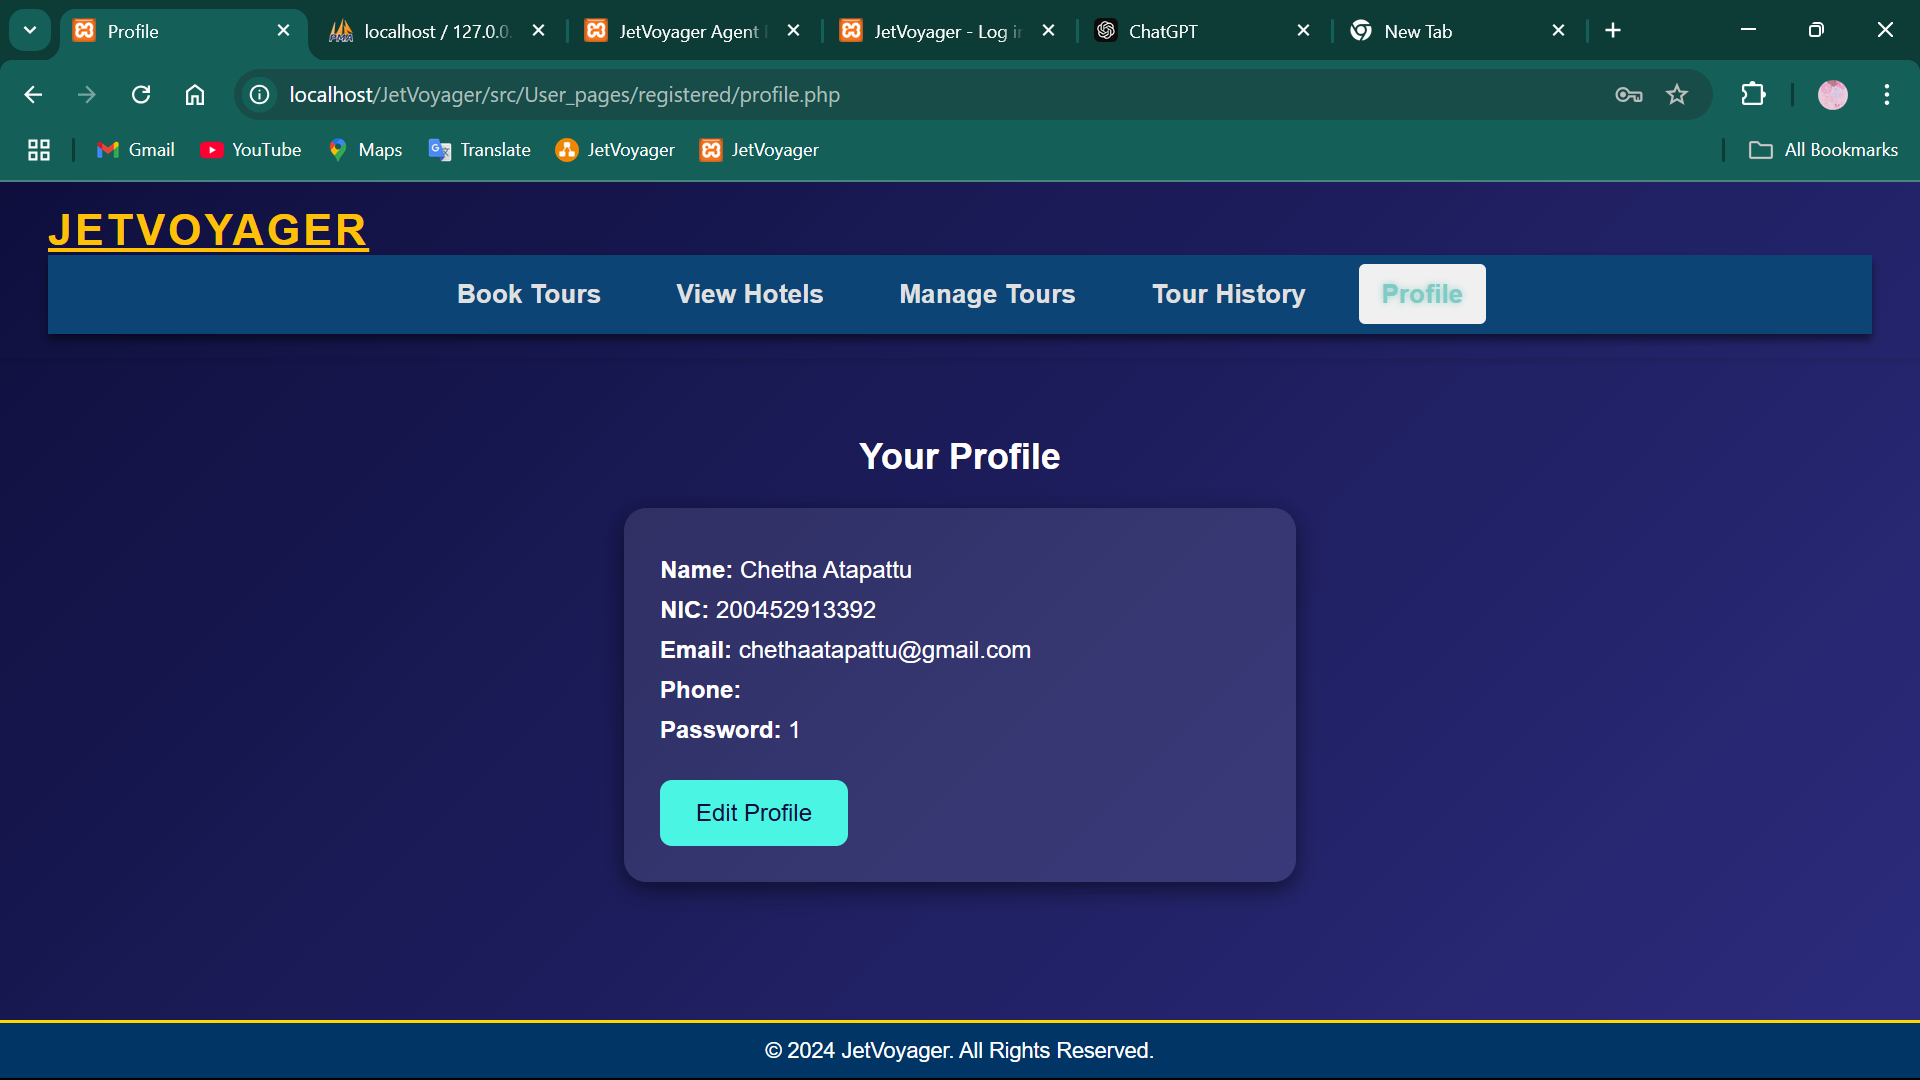 Profile
localhost / 127.0.0.
JetVoyager Agent
JetVoyager - Log in
ChatGPT
New Tab
localhost/JetVoyager/src/User_pages/registered/profile.php
Gmail
YouTube
Maps
Translate
JetVoyager
JetVoyager
All Bookmarks
JETVOYAGER
Book Tours
View Hotels
Manage Tours
Tour History
Profile
Your Profile
Name: Chetha Atapattu
NIC: 200452913392
Email: chethaatapattu@gmail.com
Phone:
Password: 1
Edit Profile
© 2024 JetVoyager. All Rights Reserved.